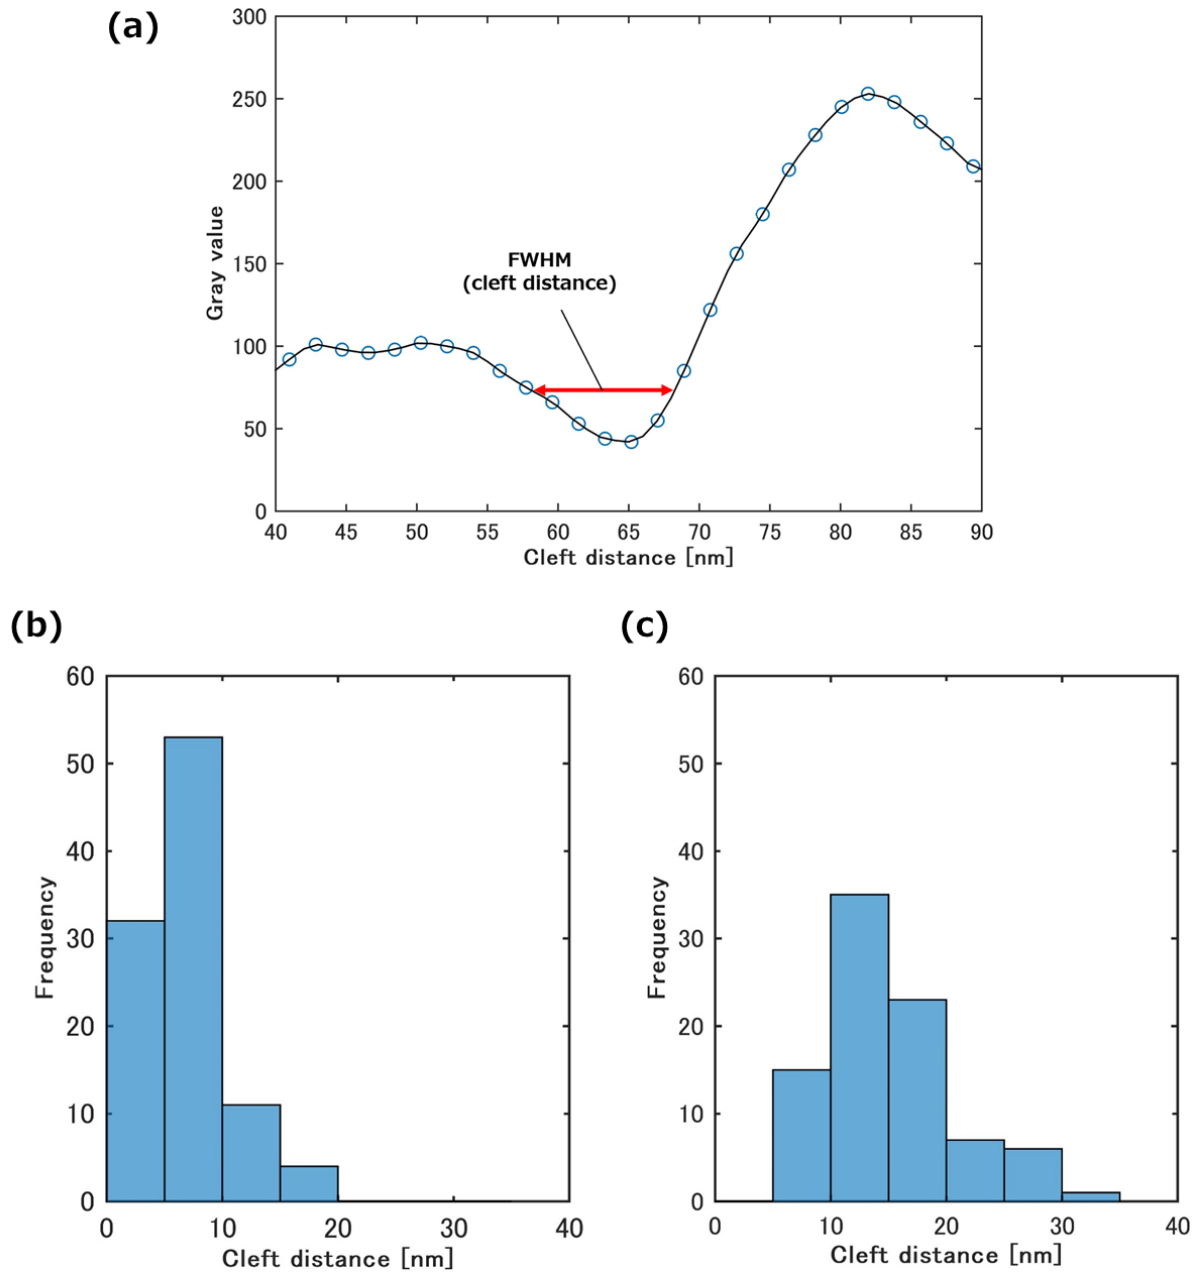 (a)
300
250
200
150
100
50
0
Gray value
FWHM
(cleft distance)
40 45 50 55 60 65 70 75 80 85 90
Cleft distance [nm]
(b)
60
50
40
30
20
10
0
Frequency
0 10 20 30 40
Cleft distance [nm]
(c)
60
50
40
30
20
10
0
Frequency
0 10 20 30 40
Cleft distance [nm]